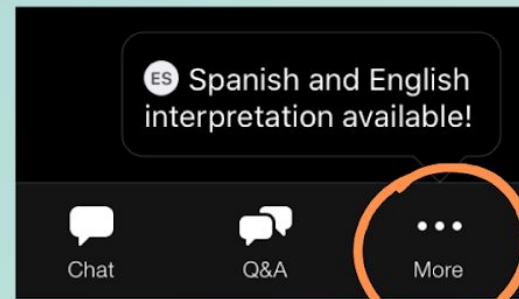 ES Spanish and English
interpretation available!
Chat
Q&A
More